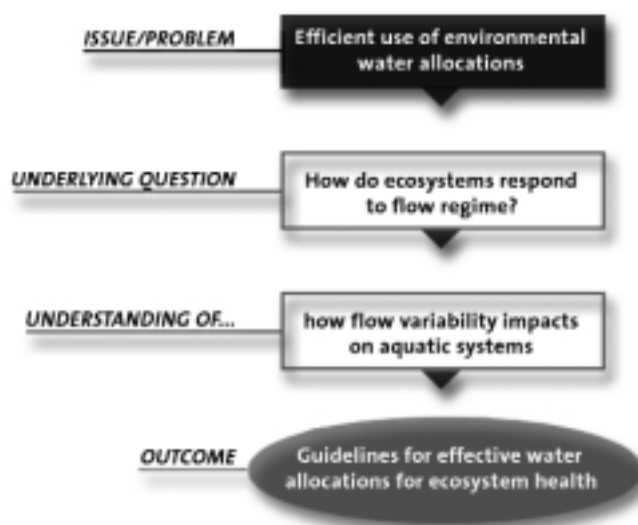 ISSUE/PROBLEM
Efficient use of environmental
water allocations
UNDERLYING QUESTION
How do ecosystems respond
to flow regime?
UNDERSTANDING OF...
how flow variability impacts
on aquatic systems
OUTCOME
Guidelines for effective water
allocations for ecosystem health